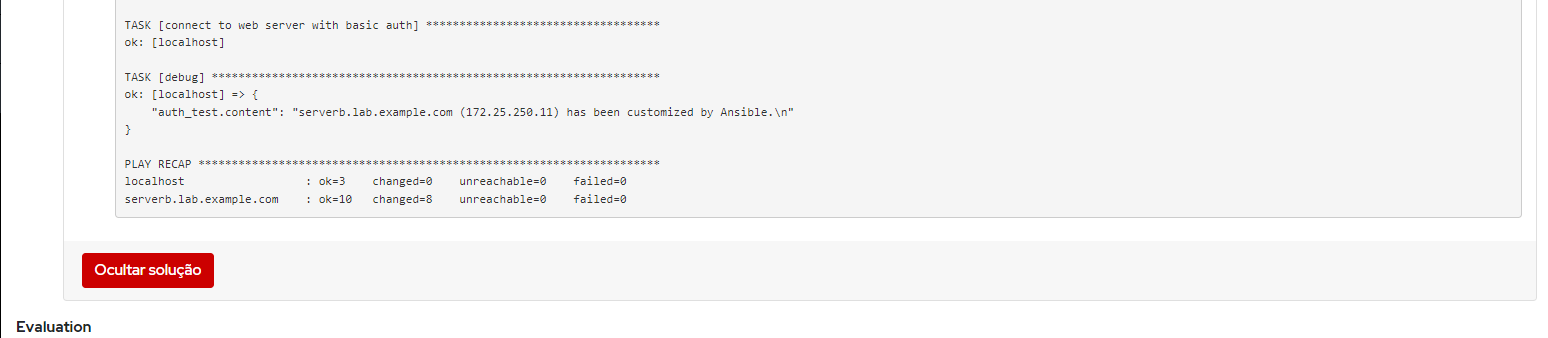 TASK [connect to web server with basic auth] ***********************************
ok: [localhost]
TASK [debug] *******************************************************************
ok: [localhost] => {
    "auth_test.content": "serverb.lab.example.com (172.25.250.11) has been customized by Ansible.\n"
}
PLAY RECAP *********************************************************************
localhost                  : ok=3    changed=0    unreachable=0    failed=0
serverb.lab.example.com    : ok=10   changed=8    unreachable=0    failed=0
Ocultar solução
Evaluation